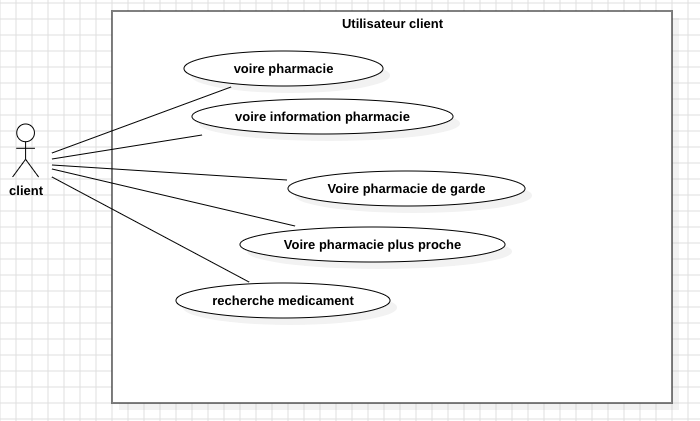 Utilisateur client
voire pharmacie
voire information pharmacie
client
Voire pharmacie de garde
Voire pharmacie plus proche
recherche medicament